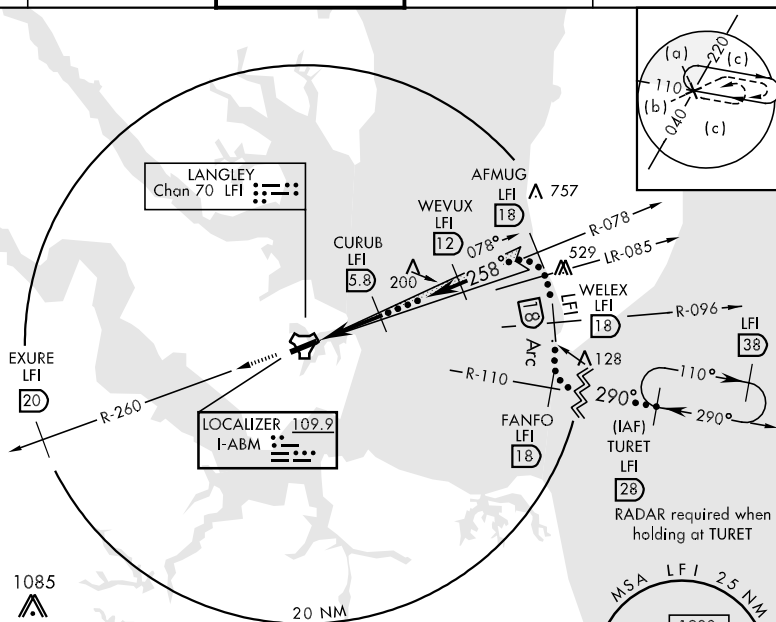 (a)
220
(c)
110
(b)
040
(c)
LANGLEY
Chan 70 LFI
AFMUG
LFI
18
757
WEVUX
LFI
12
078°
R-078
CURUB
LFI
5.8
200
258°
529
LR-085
WELEX
LFI
18
LFI
18
Arc
R-096
LFI
38
EXURE
LFI
20
R-260
128
R-110
110°
290°
290°
(IAF)
TURET
LFI
28
FANFO
LFI
18
LOCALIZER 109.9
I-ABM
RADAR required when
holding at TURET
1085
20 NM
MSA LFI 25 NM